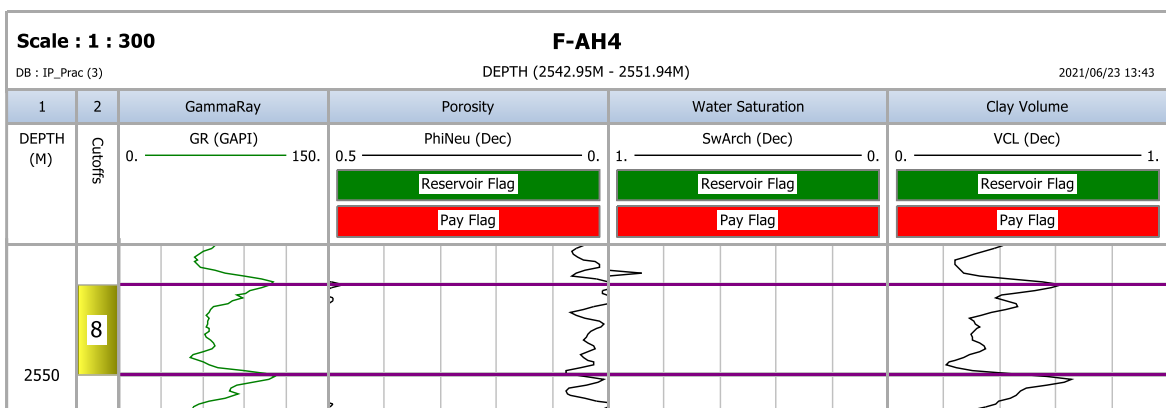 Scale : 1 : 300
F-AH4
DB : IP_Prac (3)
DEPTH (2542.95M - 2551.94M)
2021/06/23 13:43
1
2
GammaRay
Porosity
Water Saturation
Clay Volume
DEPTH
(M)
Cutoffs
GR (GAPI)
0.
150.
PhiNeu (Dec)
0.5
0.
Reservoir Flag
Pay Flag
SwArch (Dec)
1.
0.
Reservoir Flag
Pay Flag
VCL (Dec)
0.
1.
Reservoir Flag
Pay Flag
8
2550